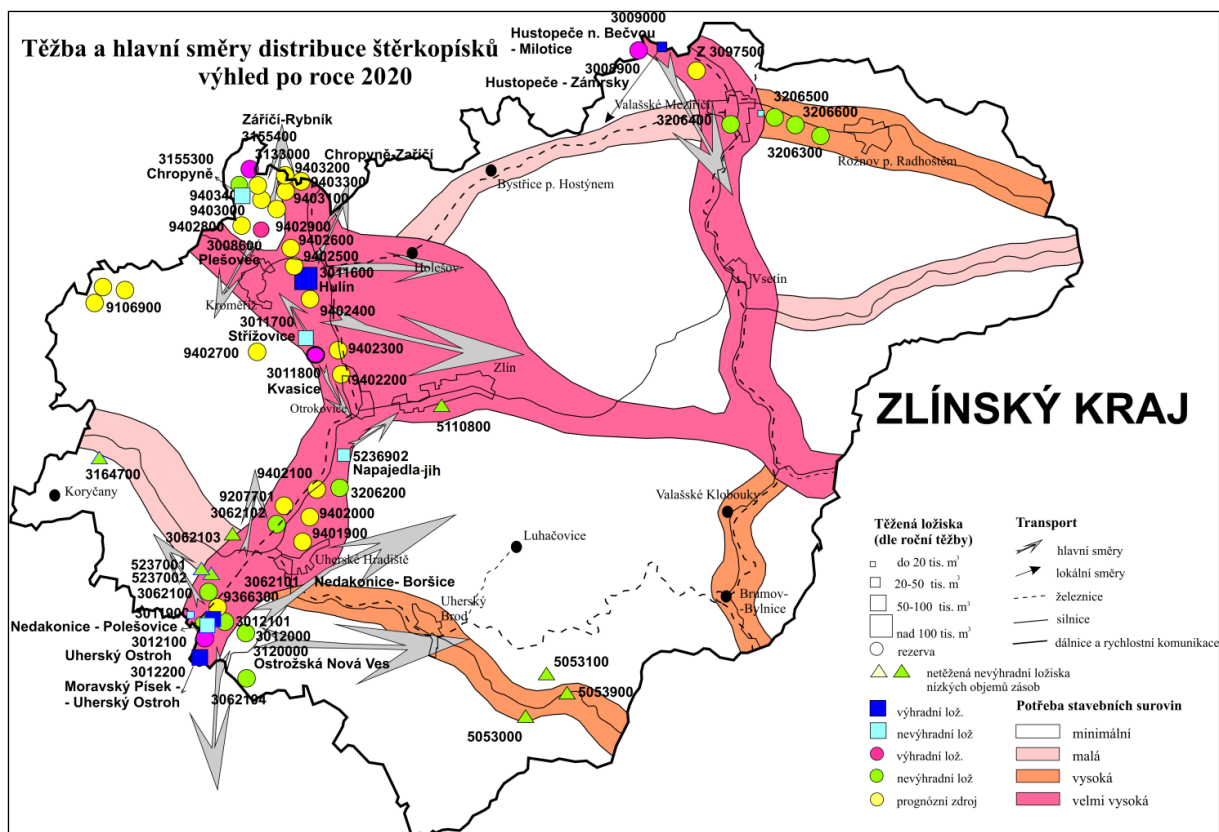 Těžba a hlavní směry distribuce štěrkopísků
výhled po roce 2020
3009000
Hustopeče n. Bečvou
- Milotice
Z 3097500
3008900
Hustopeče - Zámrsky
Valašské Meziříčí
3206500
3206600
3206400
3206300
Rožnov p. Radhoštěm
Záříčí-Rybník
3155400
3133000
Chropyně-Zaříčí
3155300
Chropyně
9403200
9403300
9403100
9403000
9402800
9402900
9402600
9402500
3008600
Plešovec
3011600
Hulín
Bystřice p. Hostýnem
Holešov
Kroměříž
Vsetín
9106900
9402400
3011700
Střížovice
9402700
9402300
9402200
3011800
Kvasice
Zlín
Otrokovice
5110800
ZLÍNSKÝ KRAJ
5236902
Napajedla-jih
3164700
Koryčany
9402100
9207701
3062102
3206200
9402000
9401900
3062103
Valašské Klobouky
Luhačovice
Uherské Hradiště
5237001
5237002
3062100
3062101
Nedakonice- Boršice
9366300
3011900
3012101
Nedakonice - Polešovice
3012100
3012000
3120000
Uherský Ostroh
Ostrožská Nová Ves
3012200
Moravský Písek -
- Uherský Ostroh
3062104
Uherský
Brod
Brumov-
-Bylnice
5053100
5053900
5053000
Těžená ložiska
(dle roční těžby)
do 20 tis. m3
20-50 tis. m3
50-100 tis. m3
nad 100 tis. m3
rezerva
netěžená nevýhradní ložiska
nízkých objemů zásob
výhradní lož.
nevýhradní lož
výhradní lož.
nevýhradní lož
prognózní zdroj
Transport
hlavní směry
lokální směry
železnice
silnice
dálnice a rychlostní komunikace
Potřeba stavebních surovin
minimální
malá
vysoká
velmi vysoká